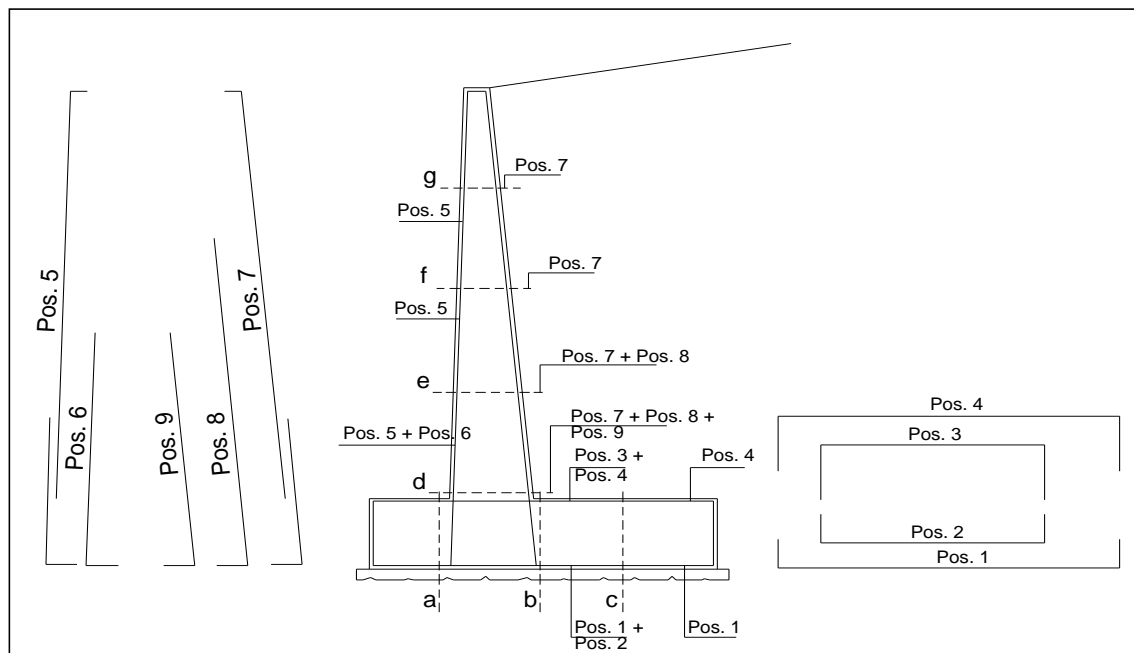 Pos. 5
Pos. 6
Pos. 9
Pos. 8
Pos. 7
g
Pos. 7
Pos. 5
f
Pos. 7
Pos. 5
Pos. 7 + Pos. 8
e
Pos. 7 + Pos. 8 +
Pos. 9
Pos. 5 + Pos. 6
Pos. 3 +
Pos. 4
Pos. 4
d
a
b
c
Pos. 1 +
Pos. 2
Pos. 1
Pos. 4
Pos. 3
Pos. 2
Pos. 1